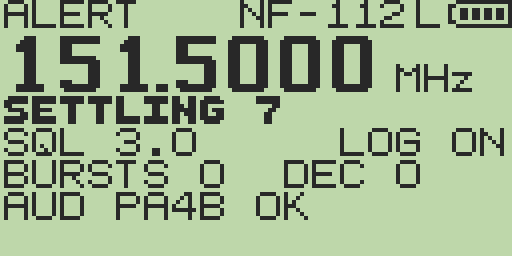 ALERT NF-112L
151.5000 MHz
SETTLING 7
SQL 3.0 LOG ON
BURSTS 0 DEC 0
AUD PA4B OK